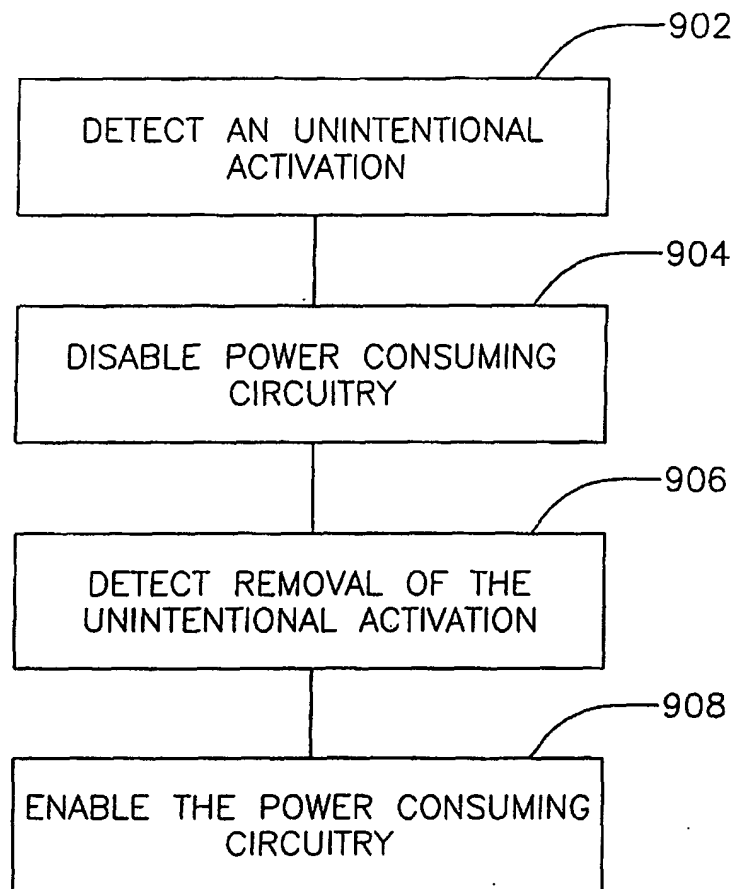 902
DETECT AN UNINTENTIONAL
ACTIVATION
904
DISABLE POWER CONSUMING
CIRCUITRY
906
DETECT REMOVAL OF THE
UNINTENTIONAL ACTIVATION
908
ENABLE THE POWER CONSUMING
CIRCUITRY